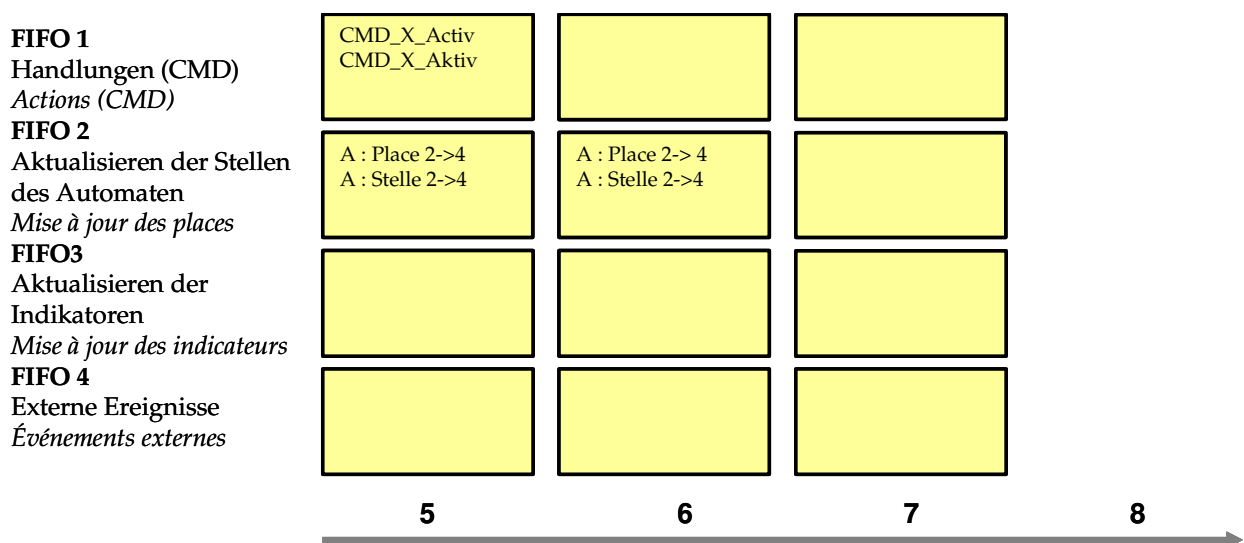 FIFO 1
Handlungen (CMD)
Actions (CMD)
CMD_X_Activ
CMD_X_Aktiv
FIFO 2
Aktualisieren der Stellen
des Automaten
Mise à jour des places
A : Place 2->4
A : Stelle 2->4
A : Place 2-> 4
A : Stelle 2->4
FIFO3
Aktualisieren der
Indikatoren
Mise à jour des indicateurs
FIFO 4
Externe Ereignisse
Événements externes
5 6 7 8